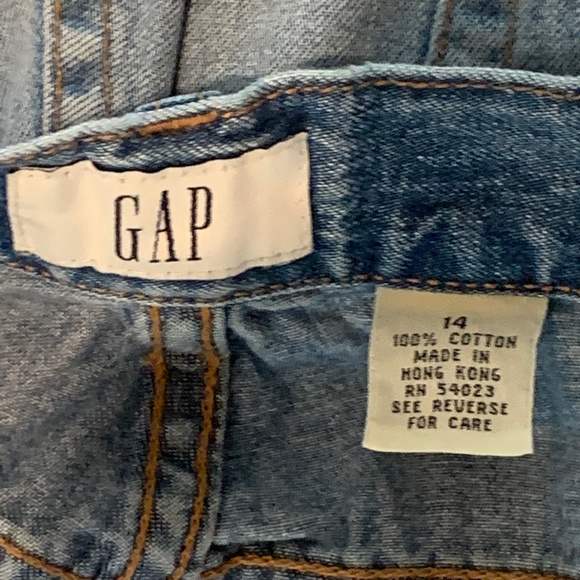 GAP
14
100% COTTON
MADE IN
HONG KONG
RN 54023
SEE REVERSE
FOR CARE